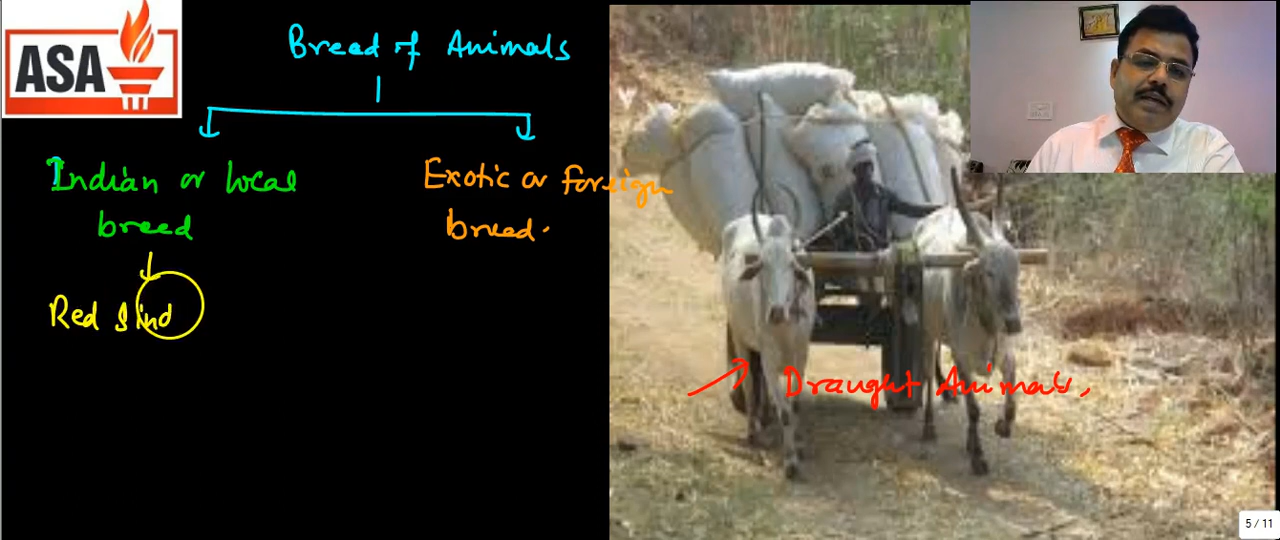 ASA
Breed of Animals
Indian or local
breed
Exotic or foreign
breed.
Red Sind
Draught Animals,
5 / 11